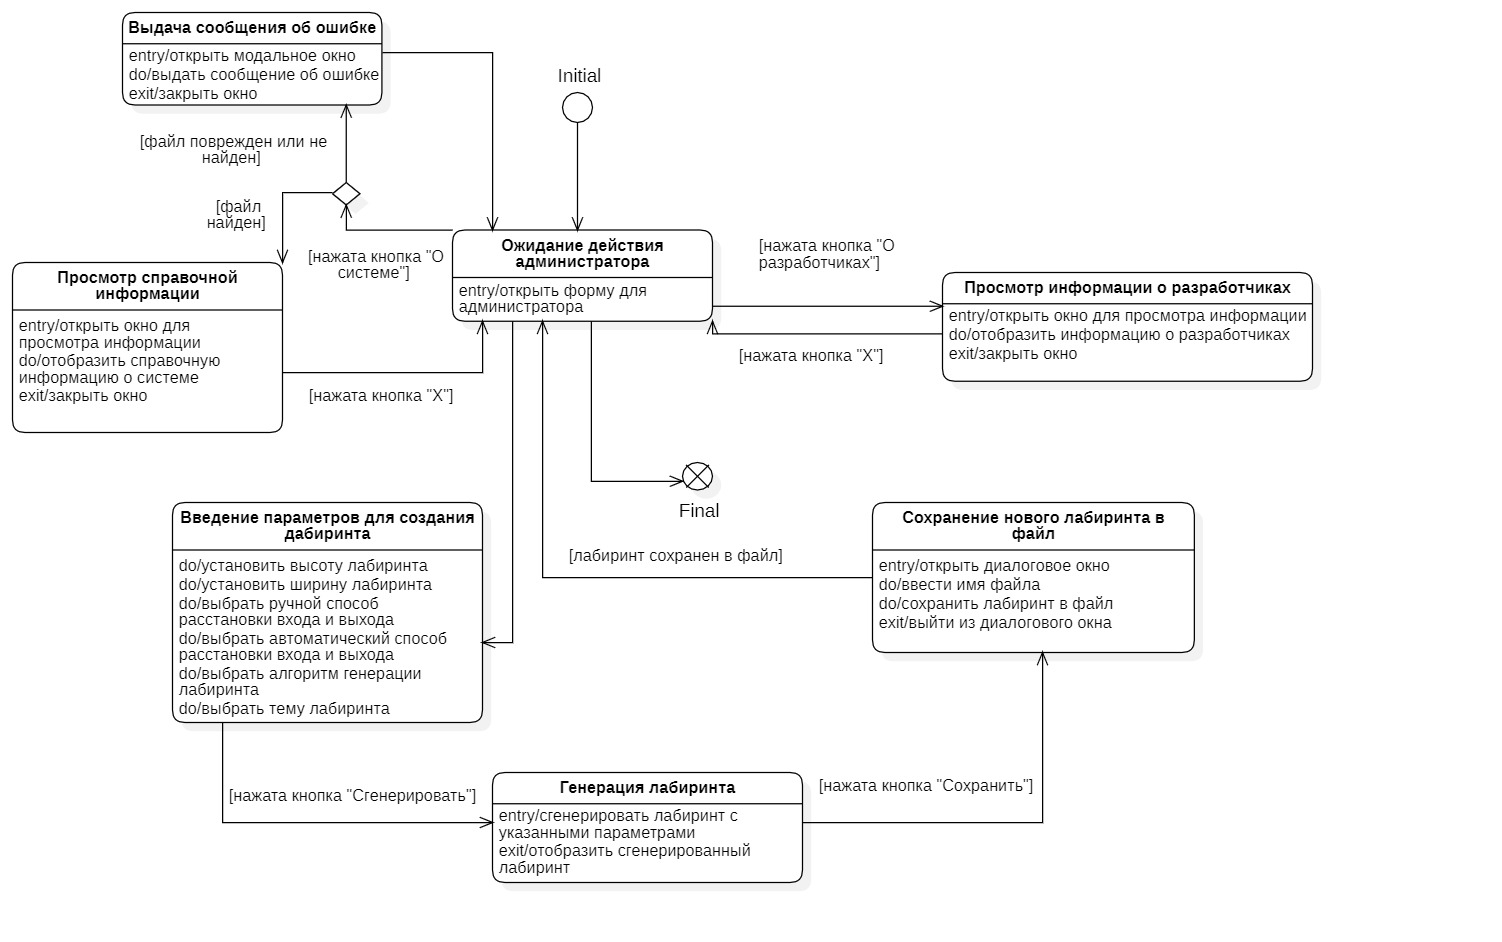 Выдача сообщения об ошибке
entry/открыть модальное окно
do/выдать сообщение об ошибке
exit/закрыть окно
Initial
[файл поврежден или не
найден]
[файл
найден]
[нажата кнопка "О
системе"]
Ожидание действия
администратора
entry/открыть форму для
администратора
[нажата кнопка "О
разработчиках"]
Просмотр справочной
информации
entry/открыть окно для
просмотра информации
do/отобразить справочную
информацию о системе
exit/закрыть окно
[нажата кнопка "X"]
Просмотр информации о разработчиках
entry/открыть окно для просмотра информации
do/отобразить информацию о разработчиках
exit/закрыть окно
[нажата кнопка "X"]
Final
Введение параметров для создания
дабиринта
do/установить высоту лабиринта
do/установить ширину лабиринта
do/выбрать ручной способ
расстановки входа и выхода
do/выбрать автоматический способ
расстановки входа и выхода
do/выбрать алгоритм генерации
лабиринта
do/выбрать тему лабиринта
[лабиринт сохранен в файл]
Сохранение нового лабиринта в
файл
entry/открыть диалоговое окно
do/ввести имя файла
do/сохранить лабиринт в файл
exit/выйти из диалогового окна
[нажата кнопка "Сгенерировать"]
Генерация лабиринта
entry/сгенерировать лабиринт с
указанными параметрами
exit/отобразить сгенерированный
лабиринт
[нажата кнопка "Сохранить"]